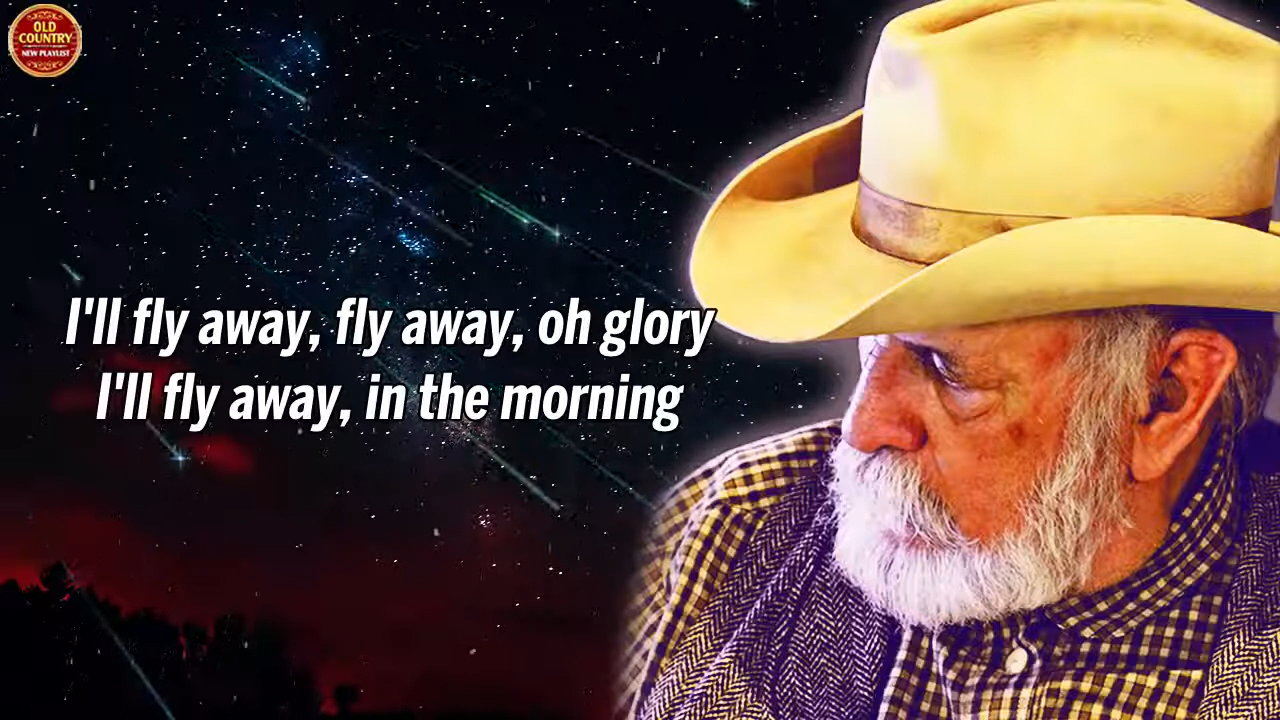 OLD
COUNTRY
NEW PLAYLIST
I'll fly away, fly away, oh glory
I'll fly away, in the morning